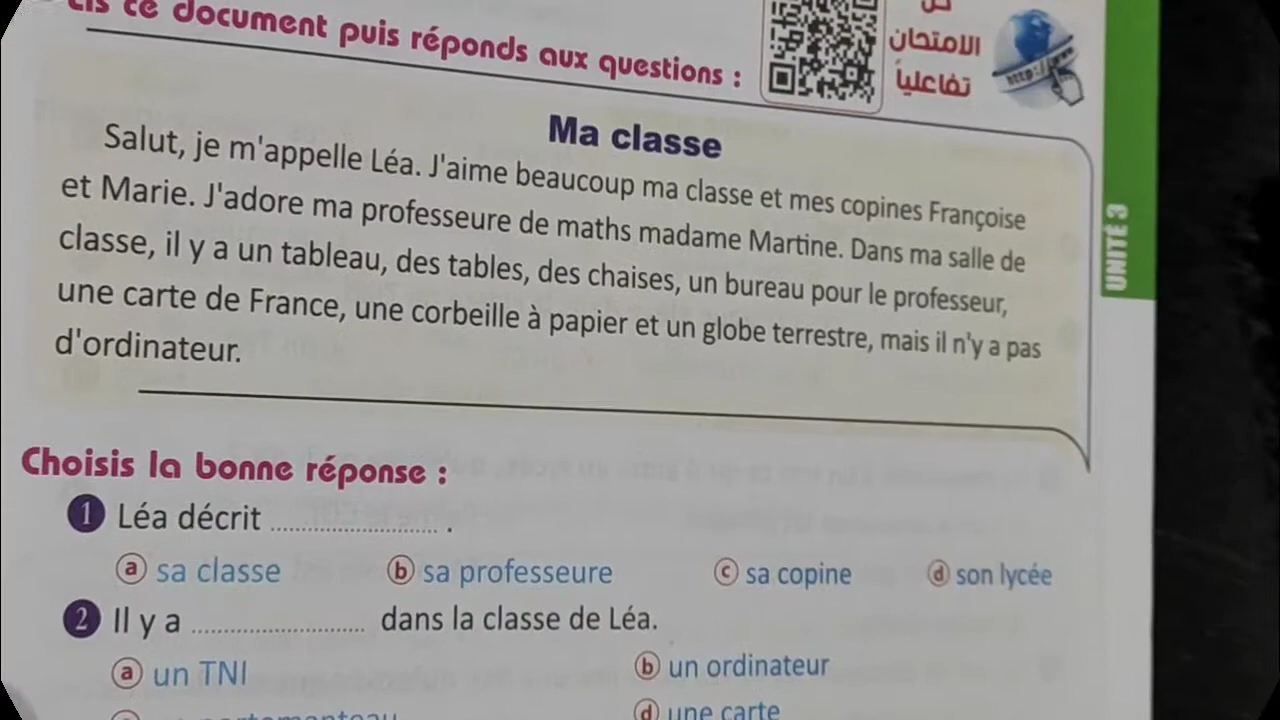 ce document puis réponds aux questions :
الامتحان
تفاعلياً
http://
Ma classe
Salut, je m'appelle Léa. J'aime beaucoup ma classe et mes copines Françoise
et Marie. J'adore ma professeure de maths madame Martine. Dans ma salle de
classe, il y a un tableau, des tables, des chaises, un bureau pour le professeur,
une carte de France, une corbeille à papier et un globe terrestre, mais il n'y a pas
d'ordinateur.
UNITÉ 3
Choisis la bonne réponse :
1 Léa décrit .......................... .
a sa classe b sa professeure c sa copine d son lycée
2 Il y a .......................... dans la classe de Léa.
a un TNI b un ordinateur
d une carte